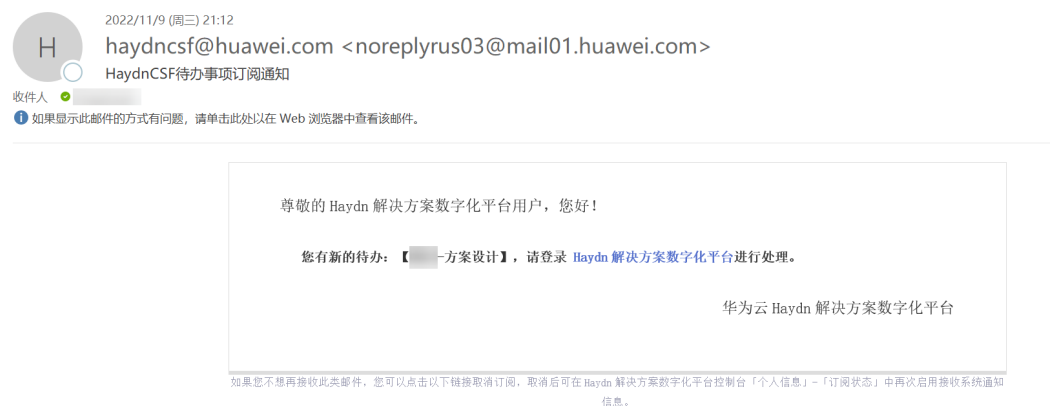 H
2022/11/9 (周三) 21:12
haydncsf@huawei.com <noreplyrus03@mail01.huawei.com>
HaydnCSF待办事项订阅通知
收件人
如果显示此邮件的方式有问题，请单击此处以在 Web 浏览器中查看该邮件。
尊敬的 Haydn 解决方案数字化平台用户，您好！
您有新的待办：【 -方案设计】，请登录 Haydn 解决方案数字化平台进行处理。
华为云 Haydn 解决方案数字化平台
如果您不想再接收此类邮件，您可以点击以下链接取消订阅，取消后可在 Haydn 解决方案数字化平台控制台「个人信息」-「订阅状态」中再次启用接收系统通知
信息。